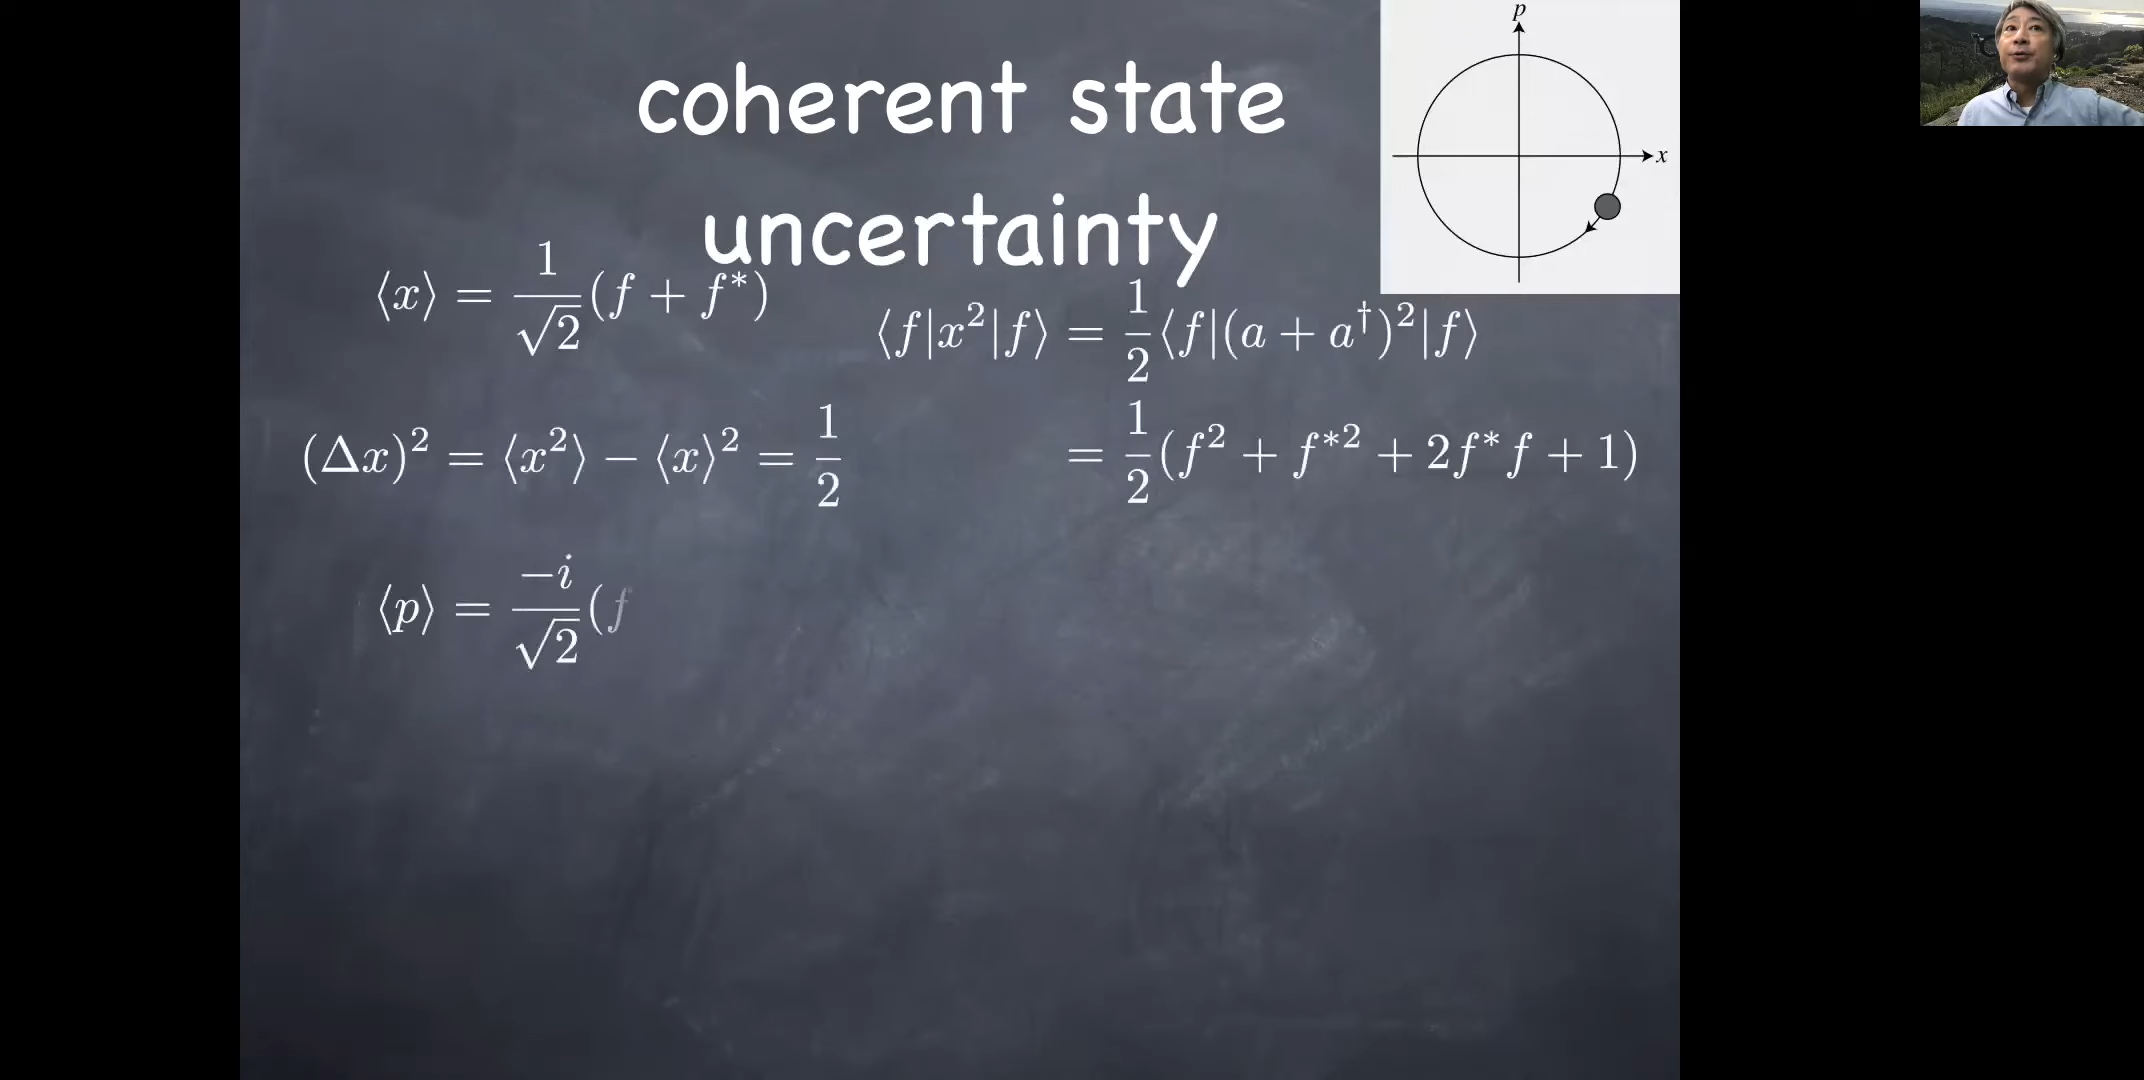 coherent state
uncertainty
p
x
⟨x⟩ = 1/√2 (f + f*)
⟨f|x²|f⟩ = 1/2 ⟨f|(a + a†)²|f⟩
= 1/2 (f² + f*² + 2f*f + 1)
(Δx)² = ⟨x²⟩ − ⟨x⟩² = 1/2
⟨p⟩ = −i/√2 (f